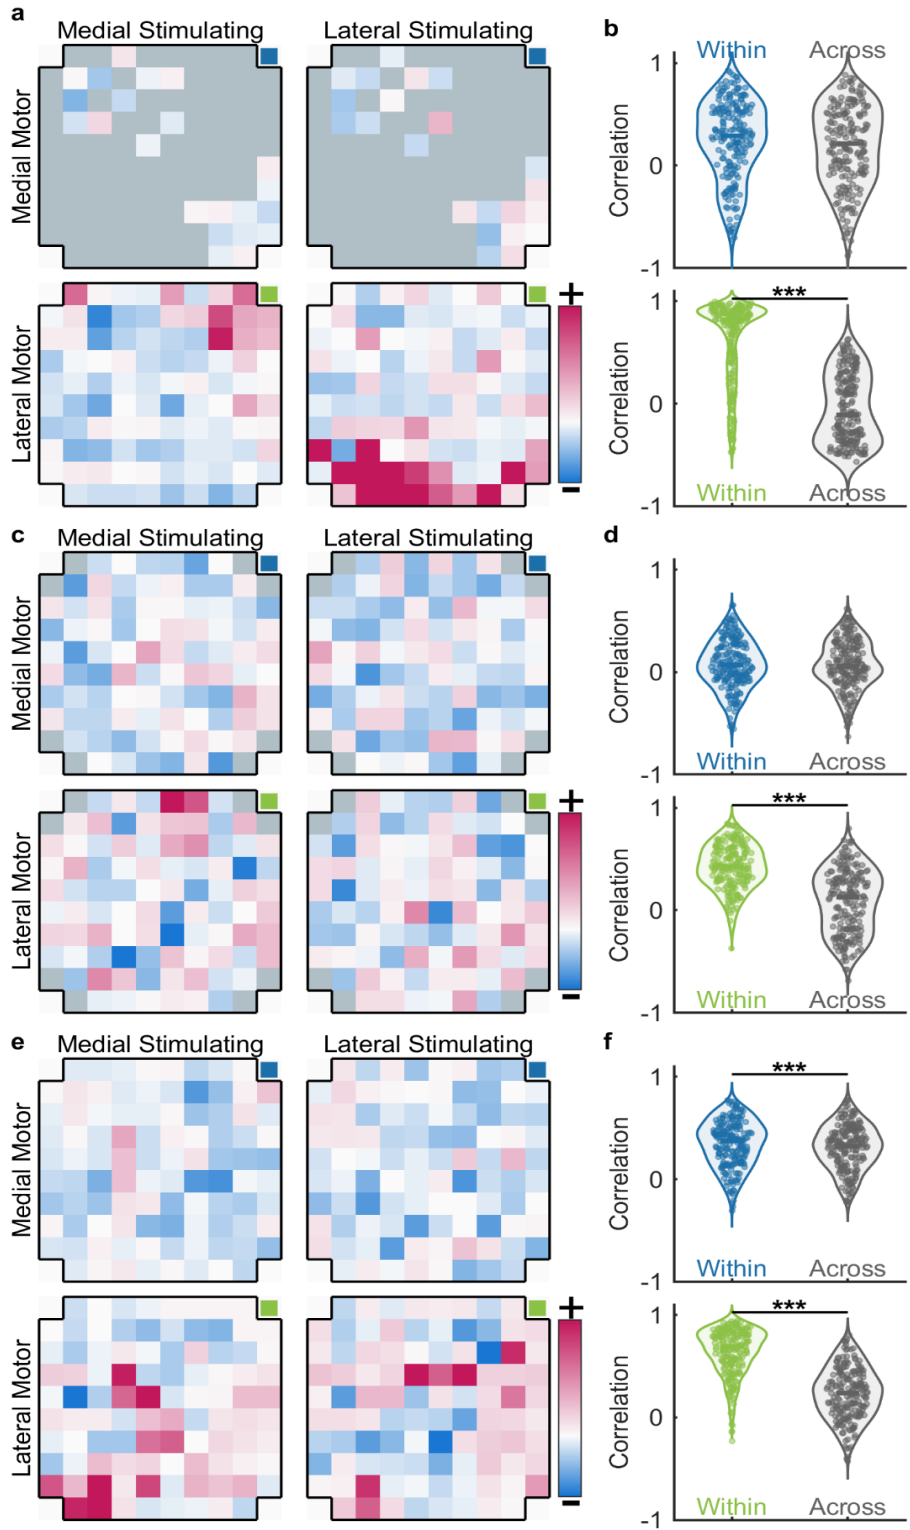 a
Medial Stimulating
Lateral Stimulating
Medial Motor
Lateral Motor
+
−
b
Within
Across
Correlation
1
0
-1
***
Correlation
1
0
-1
Within
Across
c
Medial Stimulating
Lateral Stimulating
Medial Motor
Lateral Motor
+
−
d
Correlation
1
0
-1
Within
Across
***
Correlation
1
0
-1
Within
Across
e
Medial Stimulating
Lateral Stimulating
Medial Motor
Lateral Motor
+
−
f
***
Correlation
1
0
-1
Within
Across
***
Correlation
1
0
-1
Within
Across